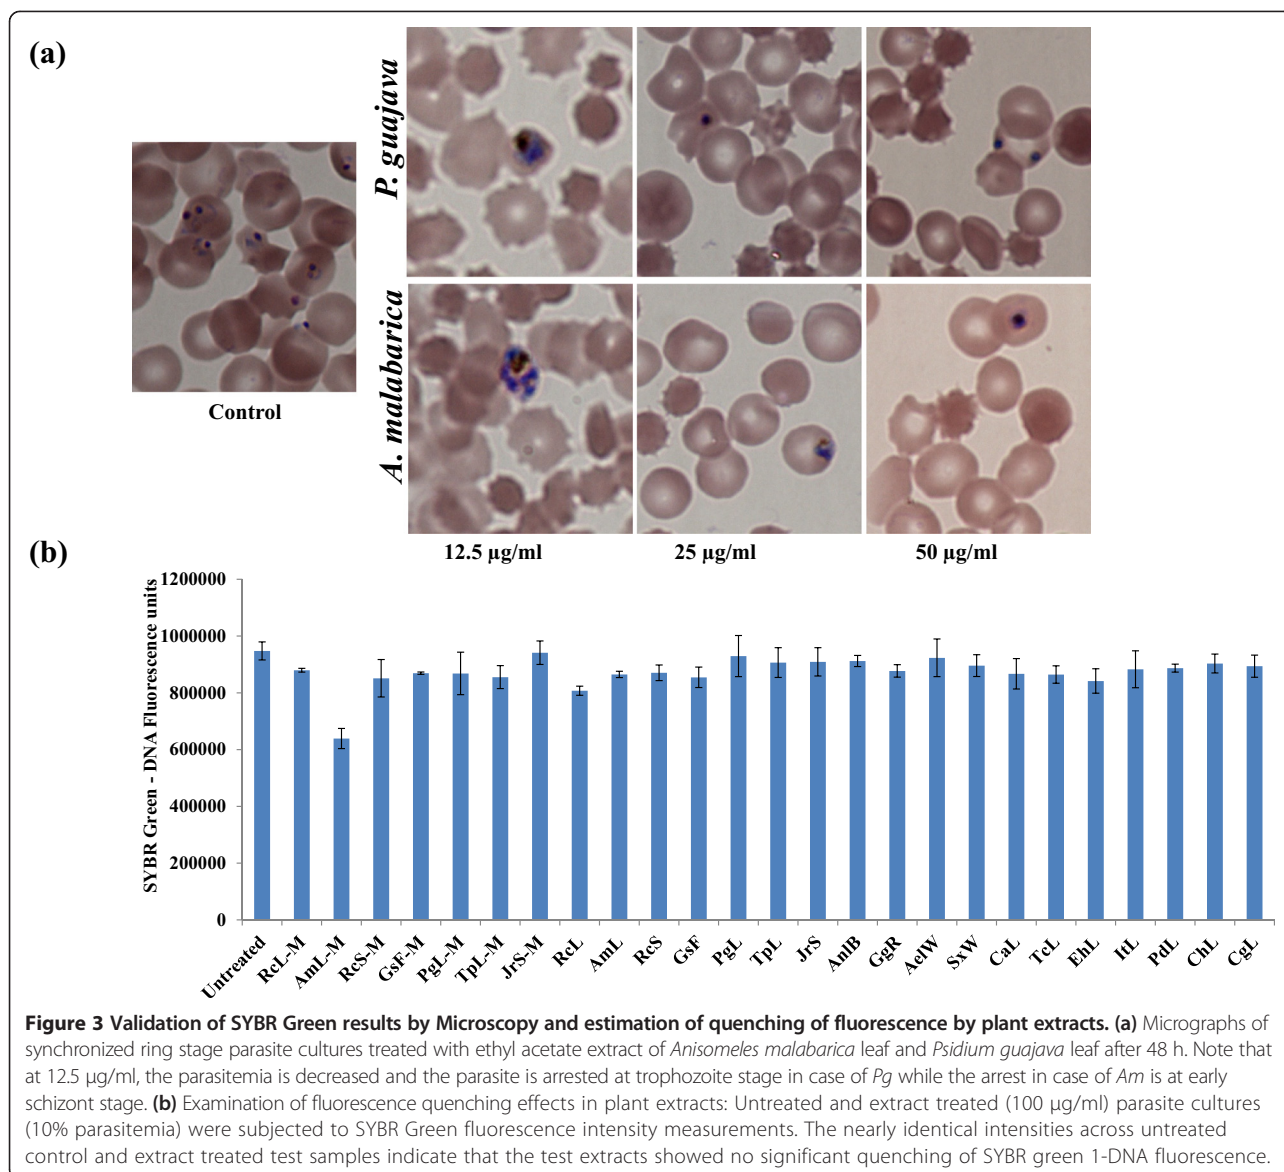 (a)
P. guajava
A. malabarica
Control
12.5 µg/ml
25 µg/ml
50 µg/ml
(b)
SYBR Green - DNA Fluorescence units
1200000
1000000
800000
600000
400000
200000
0
Untreated
RcL-M
AmL-M
RcS-M
GsF-M
PgL-M
TpL-M
JrS-M
RcL
AmL
RcS
GsF
PgL
TpL
JrS
AnlB
GgR
AelW
SxW
CaL
TcL
EhL
ItL
PdL
ChL
CgL
Figure 3 Validation of SYBR Green results by Microscopy and estimation of quenching of fluorescence by plant extracts. (a) Micrographs of
synchronized ring stage parasite cultures treated with ethyl acetate extract of Anisomeles malabarica leaf and Psidium guajava leaf after 48 h. Note that
at 12.5 µg/ml, the parasitemia is decreased and the parasite is arrested at trophozoite stage in case of Pg while the arrest in case of Am is at early
schizont stage. (b) Examination of fluorescence quenching effects in plant extracts: Untreated and extract treated (100 µg/ml) parasite cultures
(10% parasitemia) were subjected to SYBR Green fluorescence intensity measurements. The nearly identical intensities across untreated
control and extract treated test samples indicate that the test extracts showed no significant quenching of SYBR green 1-DNA fluorescence.